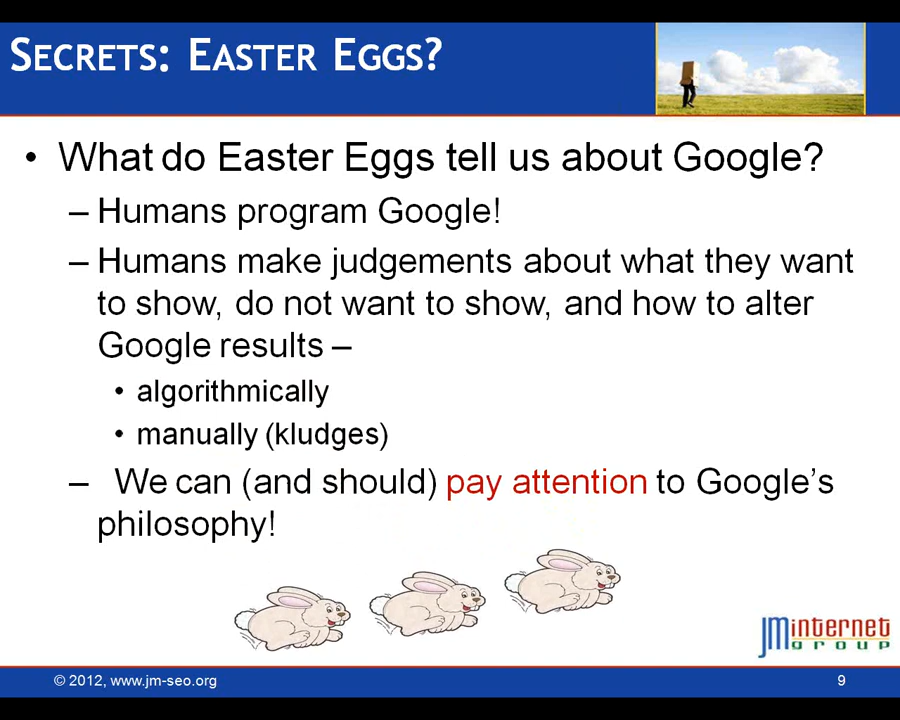 SECRETS: EASTER EGGS?
• What do Easter Eggs tell us about Google?
– Humans program Google!
– Humans make judgements about what they want
to show, do not want to show, and how to alter
Google results –
• algorithmically
• manually (kludges)
– We can (and should) pay attention to Google’s
philosophy!
JMinternet
group
© 2012, www.jm-seo.org 9